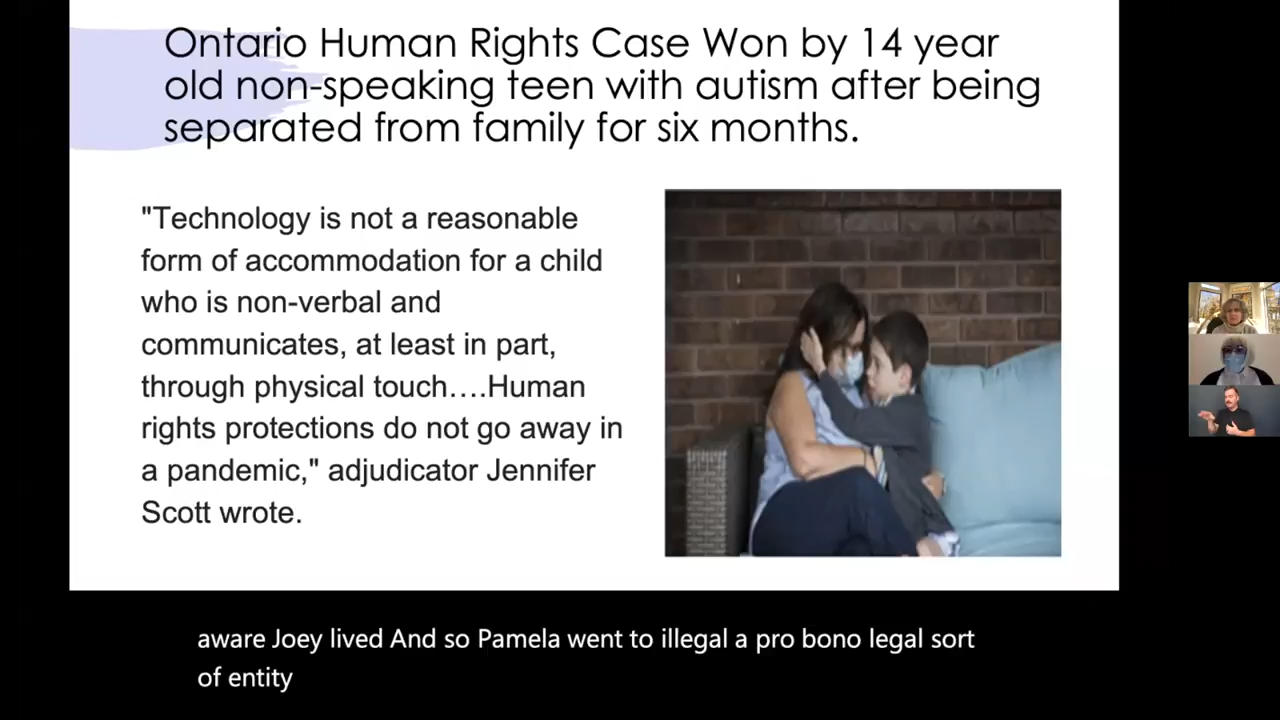 Ontario Human Rights Case Won by 14 year
old non-speaking teen with autism after being
separated from family for six months.
"Technology is not a reasonable
form of accommodation for a child
who is non-verbal and
communicates, at least in part,
through physical touch….Human
rights protections do not go away in
a pandemic," adjudicator Jennifer
Scott wrote.
aware Joey lived And so Pamela went to illegal a pro bono legal sort
of entity